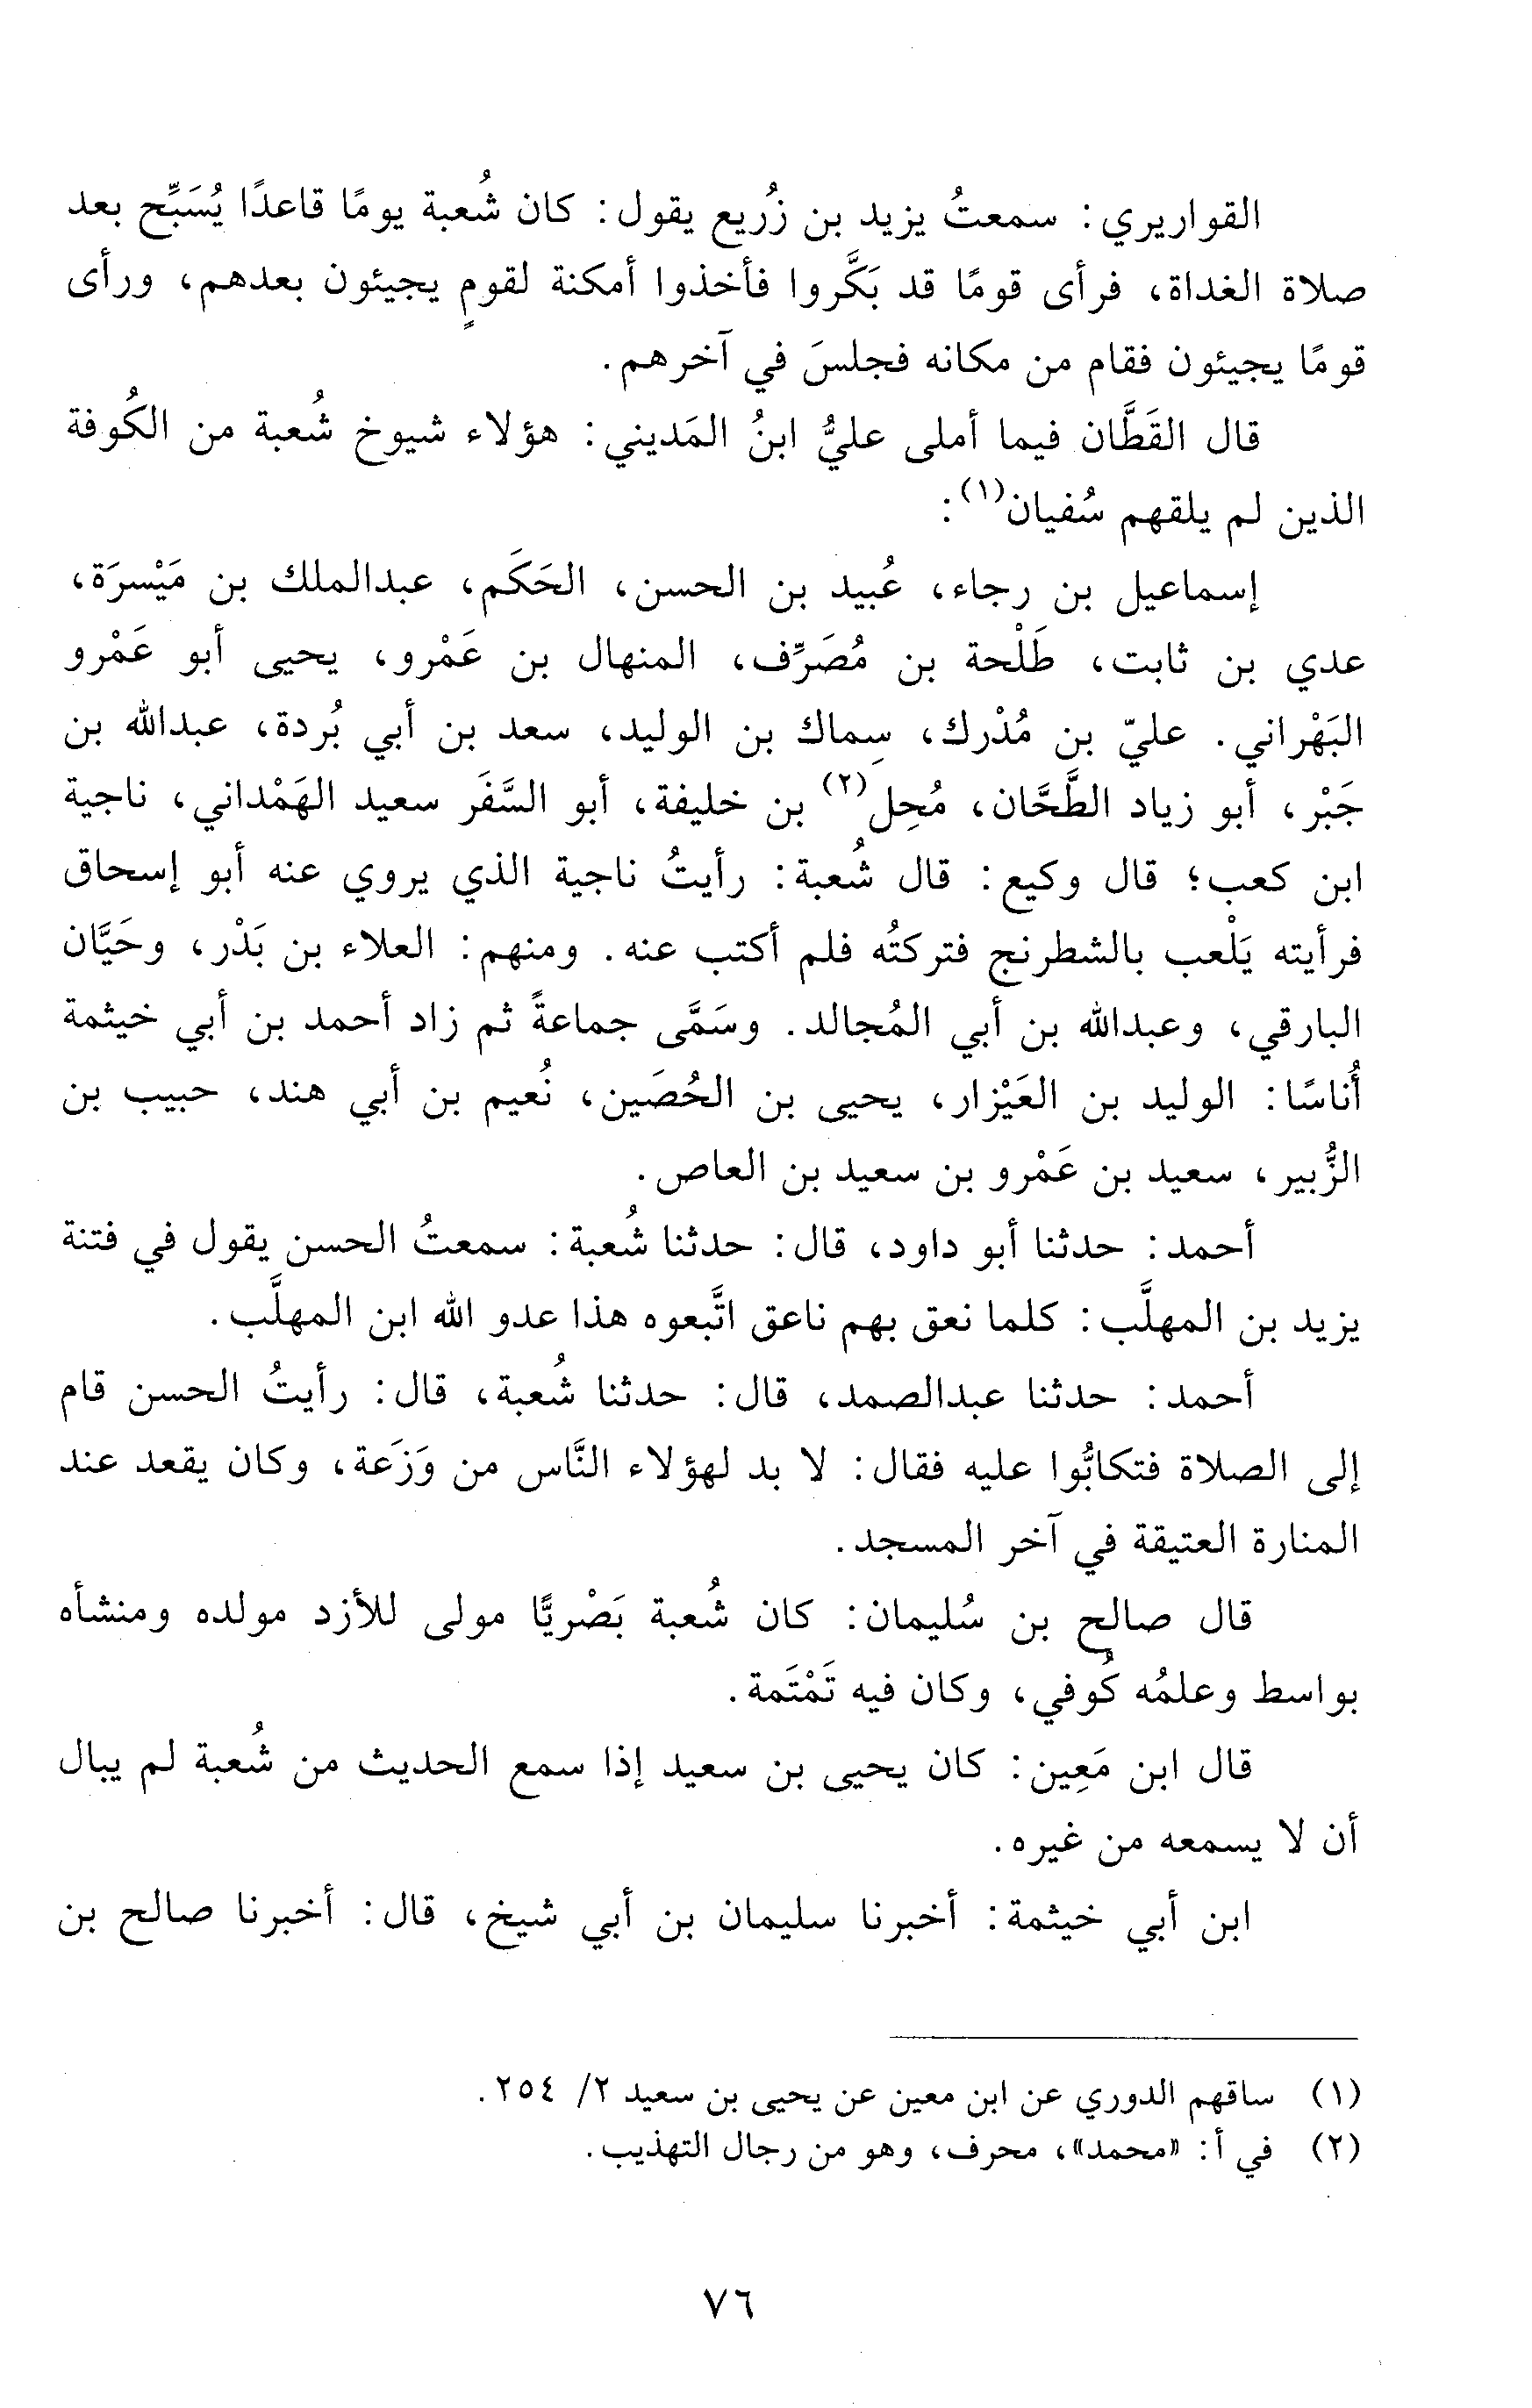 القواريري: سمعتُ يزيد بن زُريع يقول: كان شُعبة يومًا قاعدًا يُسَبِّح بعد
صلاة الغداة، فرأى قومًا قد بَكَّروا فأخذوا أمكنة لقومٍ يجيئون بعدهم، ورأى
قومًا يجيئون فقام من مكانه فجلسَ في آخرهم.
قال القَطَّان فيما أملى عليُّ ابنُ المَديني: هؤلاء شيوخ شُعبة من الكُوفة
الذين لم يلقهم سُفيان(١):
إسماعيل بن رجاء، عُبيد بن الحسن، الحَكَم، عبدالملك بن مَيْسرَة،
عدي بن ثابت، طَلْحة بن مُصَرِّف، المنهال بن عَمْرو، يحيى أبو عَمْرو
البَهْراني. عليّ بن مُدْرك، سِماك بن الوليد، سعد بن أبي بُردة، عبدالله بن
جَبْر، أبو زياد الطَّحَّان، مُحِل(٢) بن خليفة، أبو السَّفَر سعيد الهَمْداني، ناجية
ابن كعب؛ قال وكيع: قال شُعبة: رأيتُ ناجية الذي يروي عنه أبو إسحاق
فرأيته يَلْعب بالشطرنج فتركتُه فلم أكتب عنه. ومنهم: العلاء بن بَدْر، وحَيَّان
البارقي، وعبدالله بن أبي المُجالد. وسَمَّى جماعةً ثم زاد أحمد بن أبي خيثمة
أُناسًا: الوليد بن العَيْزار، يحيى بن الحُصَين، نُعيم بن أبي هند، حبيب بن
الزُّبير، سعيد بن عَمْرو بن سعيد بن العاص.
أحمد: حدثنا أبو داود، قال: حدثنا شُعبة: سمعتُ الحسن يقول في فتنة
يزيد بن المهلَّب: كلما نعق بهم ناعق اتَّبعوه هذا عدو الله ابن المهلَّب.
أحمد: حدثنا عبدالصمد، قال: حدثنا شُعبة، قال: رأيتُ الحسن قام
إلى الصلاة فتكابُّوا عليه فقال: لا بد لهؤلاء النَّاس من وَزَعة، وكان يقعد عند
المنارة العتيقة في آخر المسجد.
قال صالح بن سُليمان: كان شُعبة بَصْريًّا مولى للأزد مولده ومنشأه
بواسط وعلمُه كُوفي، وكان فيه تَمْتَمة.
قال ابن مَعِين: كان يحيى بن سعيد إذا سمع الحديث من شُعبة لم يبال
أن لا يسمعه من غيره.
ابن أبي خيثمة: أخبرنا سليمان بن أبي شيخ، قال: أخبرنا صالح بن
(١) ساقهم الدوري عن ابن معين عن يحيى بن سعيد ٢/ ٢٥٤.
(٢) في أ: «محمد»، محرف، وهو من رجال التهذيب.
٧٦